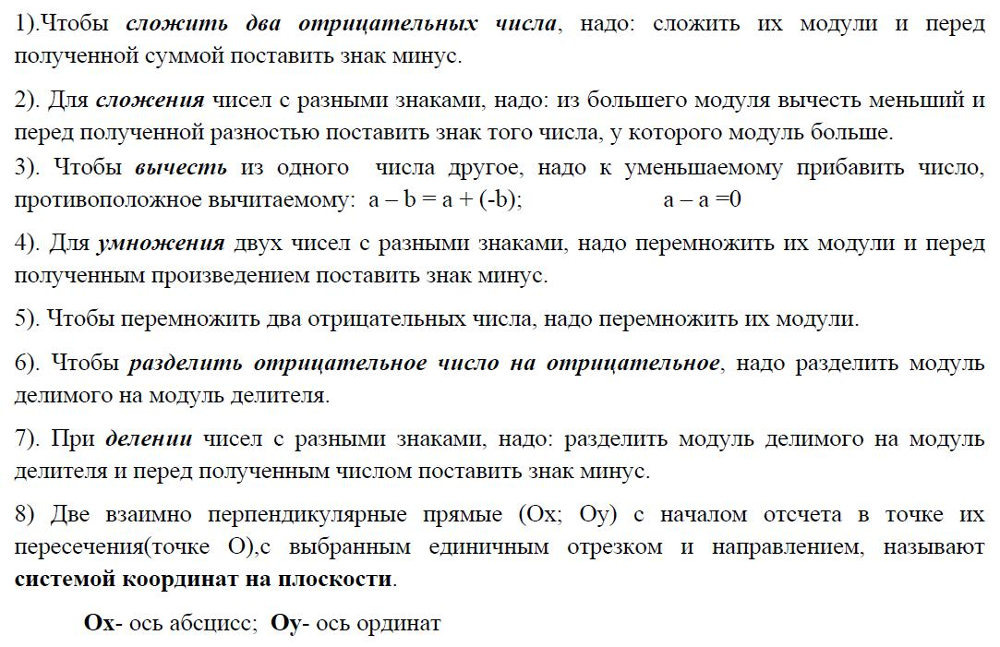 1).Чтобы сложить два отрицательных числа, надо: сложить их модули и перед
полученной суммой поставить знак минус.
2). Для сложения чисел с разными знаками, надо: из большего модуля вычесть меньший и
перед полученной разностью поставить знак того числа, у которого модуль больше.
3). Чтобы вычесть из одного числа другое, надо к уменьшаемому прибавить число,
противоположное вычитаемому: a – b = a + (-b); a – a =0
4). Для умножения двух чисел с разными знаками, надо перемножить их модули и перед
полученным произведением поставить знак минус.
5). Чтобы перемножить два отрицательных числа, надо перемножить их модули.
6). Чтобы разделить отрицательное число на отрицательное, надо разделить модуль
делимого на модуль делителя.
7). При делении чисел с разными знаками, надо: разделить модуль делимого на модуль
делителя и перед полученным числом поставить знак минус.
8) Две взаимно перпендикулярные прямые (Ох; Оу) с началом отсчета в точке их
пересечения(точке О),с выбранным единичным отрезком и направлением, называют
системой координат на плоскости.
Ох- ось абсцисс; Оу- ось ординат